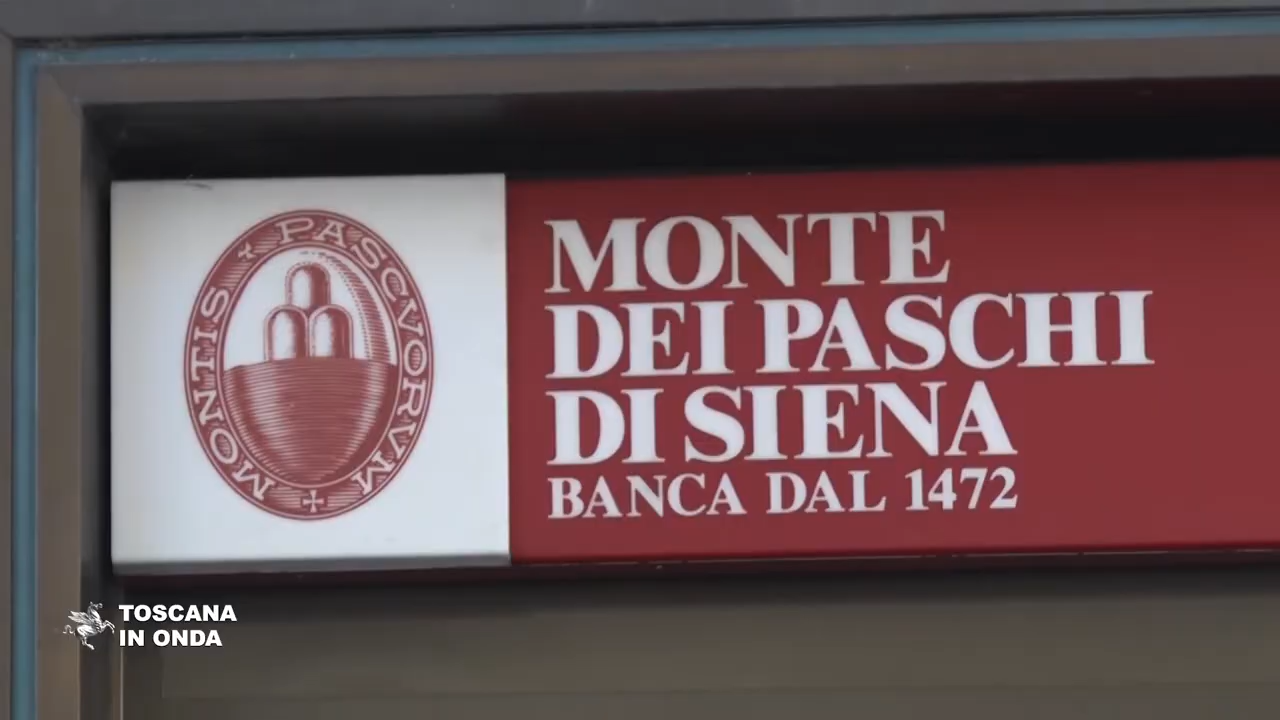 MONTIS PASCVORVM
MONTE
DEI PASCHI
DI SIENA
BANCA DAL 1472
TOSCANA
IN ONDA